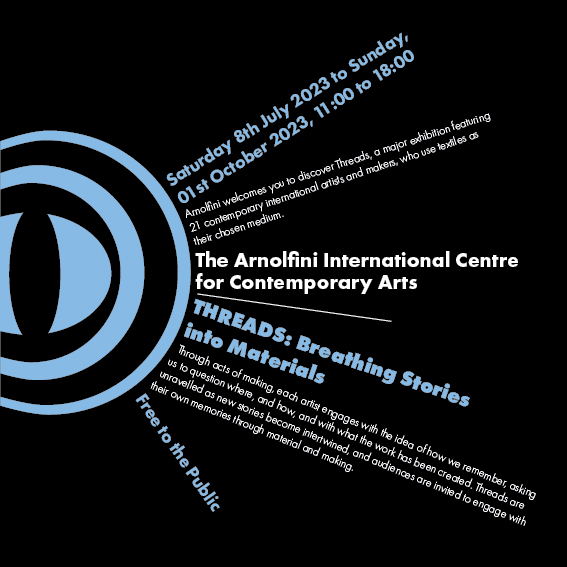 Saturday 8th July 2023 to Sunday,
01st October 2023, 11:00 to 18:00
Arnolfini welcomes you to discover Threads, a major exhibition featuring
21 contemporary international artists and makers, who use textiles as
their chosen medium.
The Arnolfini International Centre
for Contemporary Arts
THREADS: Breathing Stories
into Materials
Through acts of making, each artist engages with the idea of how we remember, asking
us to question where, and how, and with what the work has been created. Threads are
unravelled as new stories become intertwined, and audiences are invited to engage with
their own memories through material and making.
Free to the Public